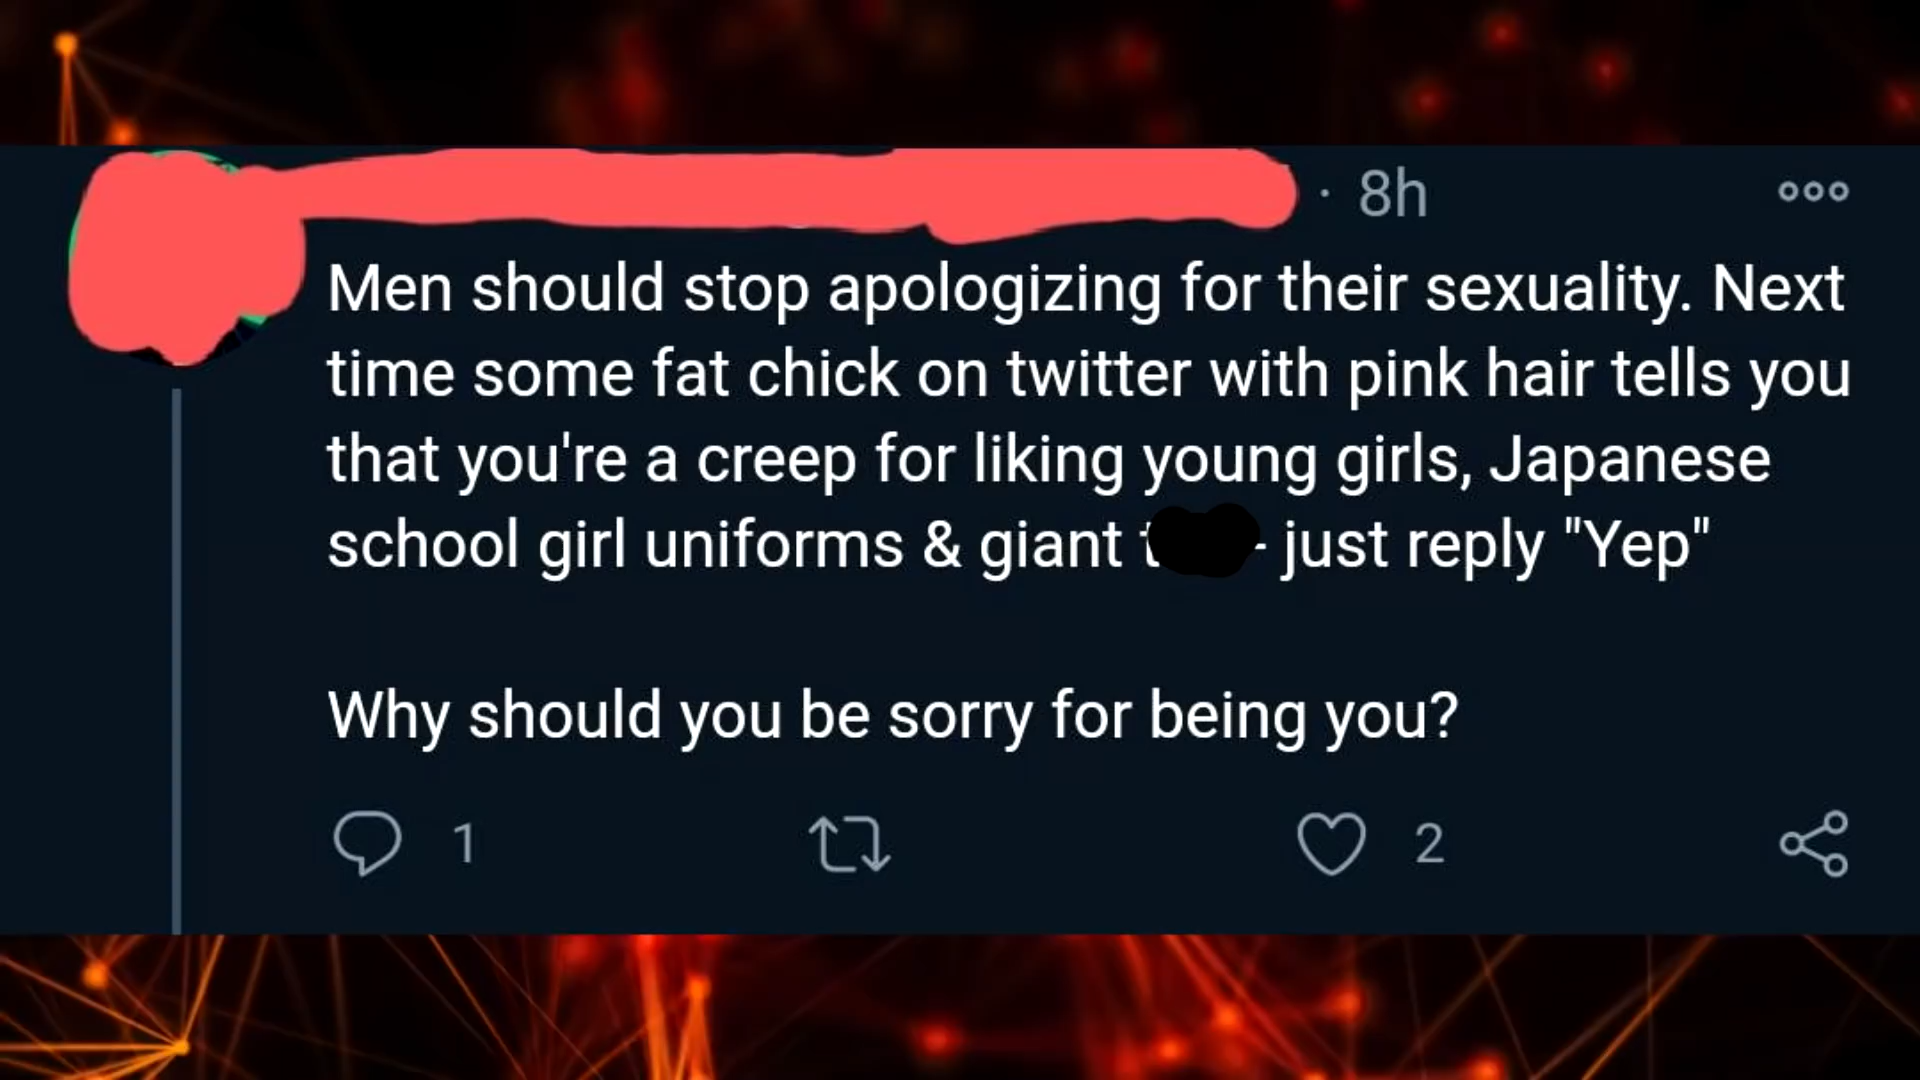 · 8h
Men should stop apologizing for their sexuality. Next
time some fat chick on twitter with pink hair tells you
that you're a creep for liking young girls, Japanese
school girl uniforms & giant - just reply "Yep"
Why should you be sorry for being you?
1 2